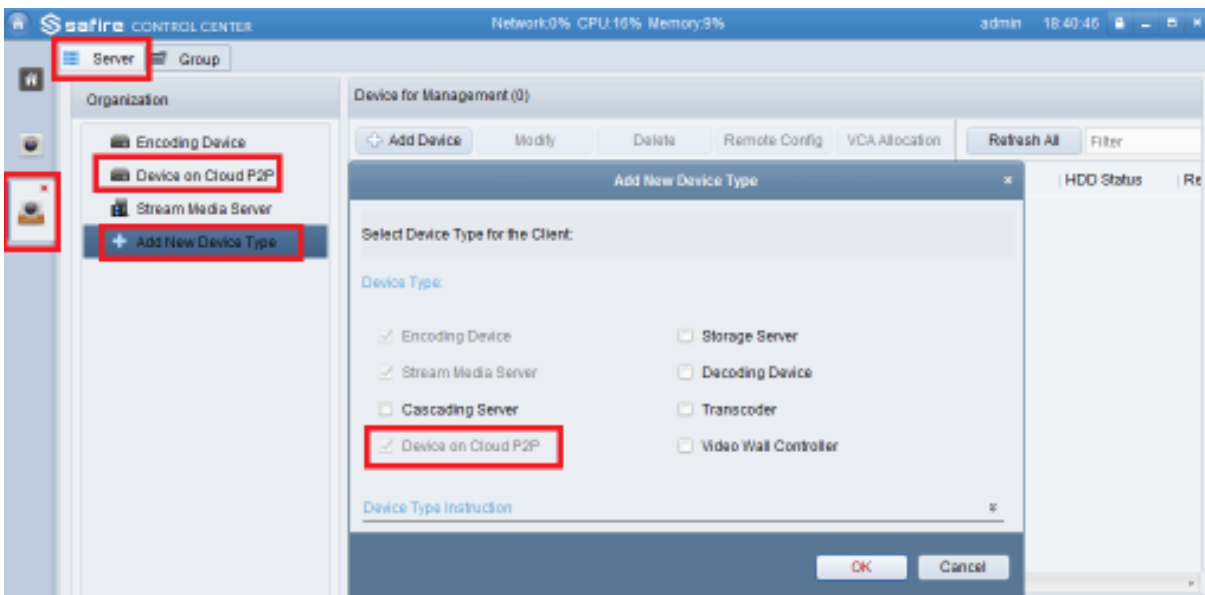 safire CONTROL CENTER Network:0% CPU:16% Memory:9% admin 18:40:46
Server Group
Organization
Encoding Device
Device on Cloud P2P
Stream Media Server
Add New Device Type
Device for Management (0)
Add Device Modify Delete Remote Config VCA Allocation Refresh All Filter
HDD Status Re
Add New Device Type
Select Device Type for the Client:
Device Type:
Encoding Device Storage Server
Stream Media Server Decoding Device
Cascading Server Transcoder
Device on Cloud P2P Video Wall Controller
Device Type Instruction
OK Cancel